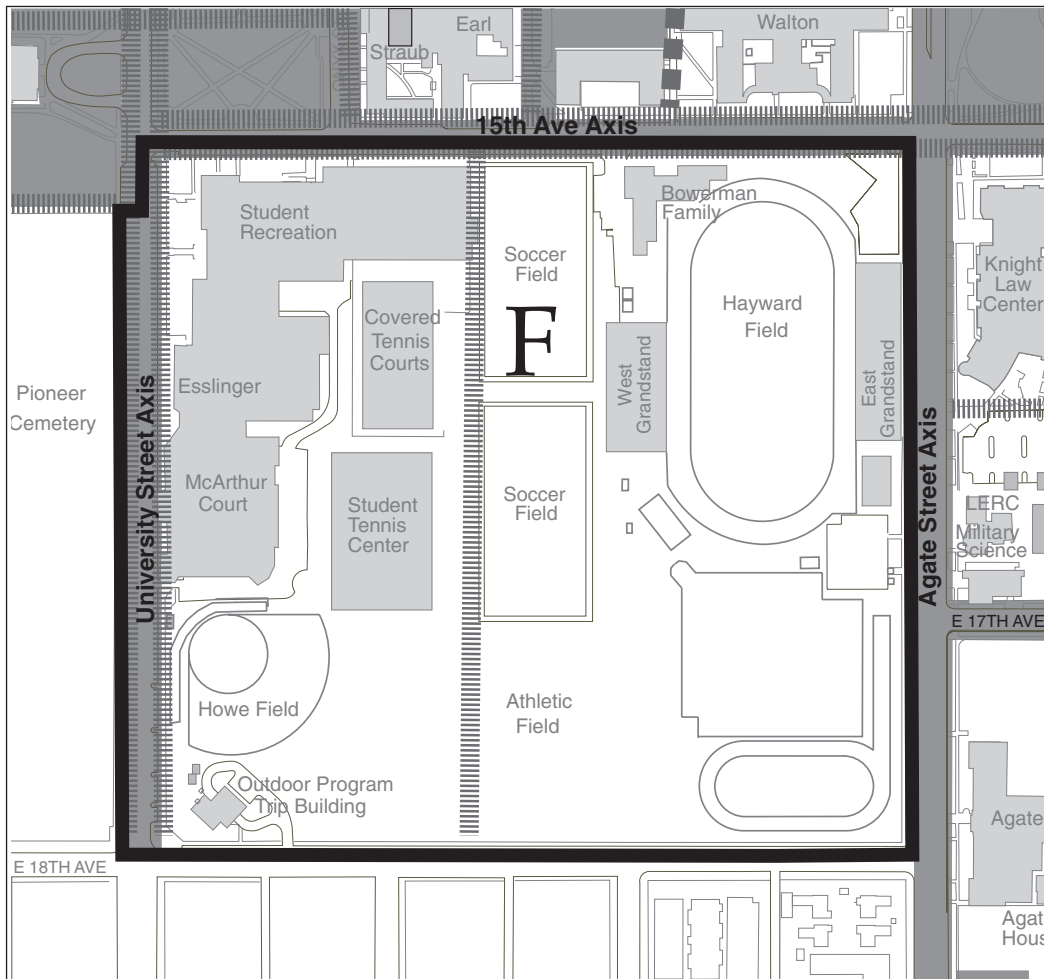 Earl
Walton
Straub
15th Ave Axis
Student
Recreation
Bowerman
Family
Soccer
Field
Knight
Law
Center
F
Hayward
Field
Covered
Tennis
Courts
West
Grandstand
East
Grandstand
Esslinger
Pioneer
Cemetery
University Street Axis
Agate Street Axis
McArthur
Court
Student
Tennis
Center
Soccer
Field
LERC
Military
Science
E 17TH AVE
Howe Field
Athletic
Field
Outdoor Program
Trip Building
Agate
E 18TH AVE
Agat
Hous